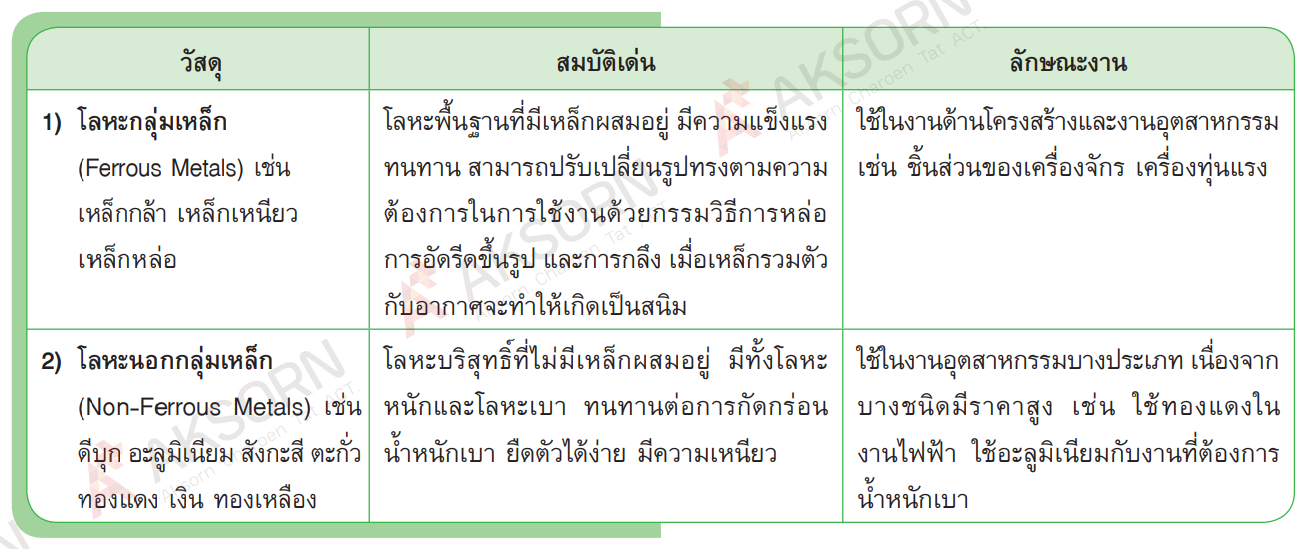 วัสดุ
สมบัติเด่น
ลักษณะงาน
1) โลหะกลุ่มเหล็ก
(Ferrous Metals) เช่น
เหล็กกล้า เหล็กเหนียว
เหล็กหล่อ
โลหะพื้นฐานที่มีเหล็กผสมอยู่ มีความแข็งแรง
ทนทาน สามารถปรับเปลี่ยนรูปทรงตามความ
ต้องการในการใช้งานด้วยกรรมวิธีการหล่อ
การอัดรีดขึ้นรูป และการกลึง เมื่อเหล็กรวมตัว
กับอากาศจะทำให้เกิดเป็นสนิม
ใช้ในงานด้านโครงสร้างและงานอุตสาหกรรม
เช่น ชิ้นส่วนของเครื่องจักร เครื่องทุ่นแรง
2) โลหะนอกกลุ่มเหล็ก
(Non-Ferrous Metals) เช่น
ดีบุก อะลูมิเนียม สังกะสี ตะกั่ว
ทองแดง เงิน ทองเหลือง
โลหะบริสุทธิ์ที่ไม่มีเหล็กผสมอยู่ มีทั้งโลหะ
หนักและโลหะเบา ทนทานต่อการกัดกร่อน
น้ำหนักเบา ยืดตัวได้ง่าย มีความเหนียว
ใช้ในงานอุตสาหกรรมบางประเภท เนื่องจาก
บางชนิดมีราคาสูง เช่น ใช้ทองแดงใน
งานไฟฟ้า ใช้อะลูมิเนียมกับงานที่ต้องการ
น้ำหนักเบา
AKSORN
Aksorn Charoen Tat ACT.
AKSORN
Aksorn Charoen Tat ACT.
AKSORN
Aksorn Charoen Tat ACT.